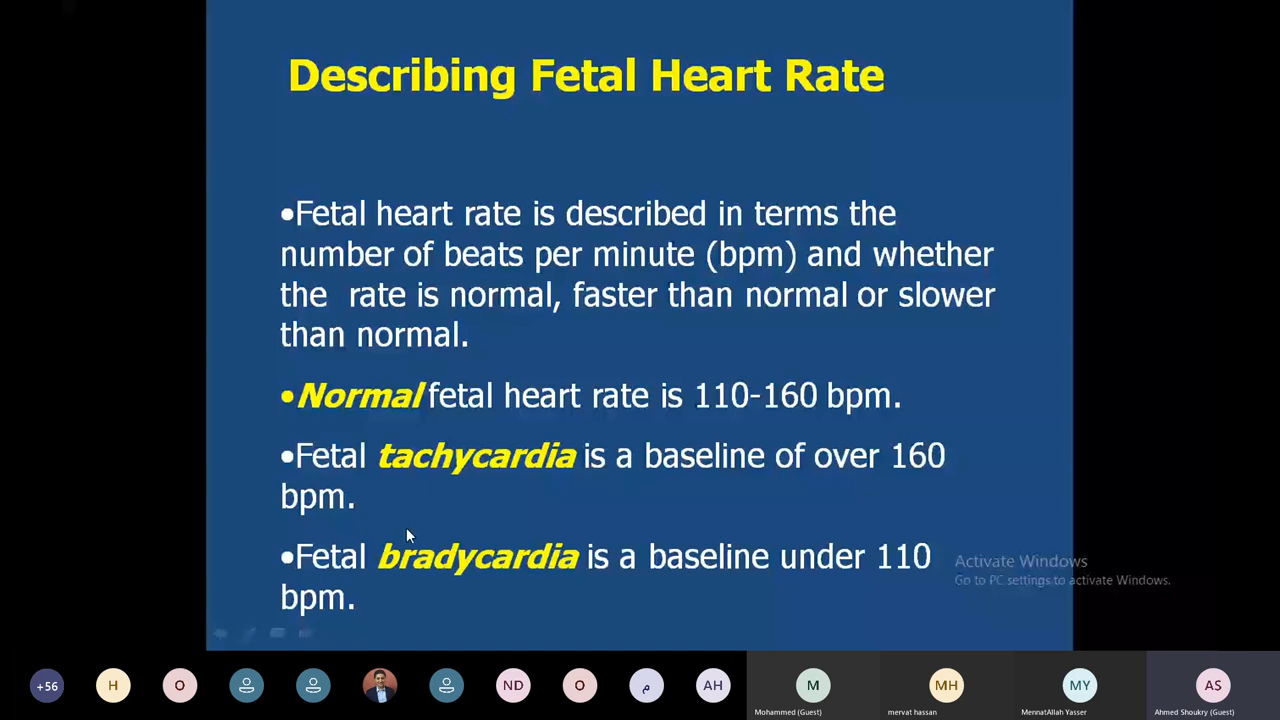 Describing Fetal Heart Rate
•Fetal heart rate is described in terms the
number of beats per minute (bpm) and whether
the rate is normal, faster than normal or slower
than normal.
•Normal fetal heart rate is 110-160 bpm.
•Fetal tachycardia is a baseline of over 160
bpm.
•Fetal bradycardia is a baseline under 110
bpm.
Activate Windows
Go to PC settings to activate Windows.
+56
H
O
ND
O
م
AH
M
MH
MY
AS
Mohammed (Guest)
mervat hassan
MennatAllah Yasser
Ahmed Shoukry (Guest)